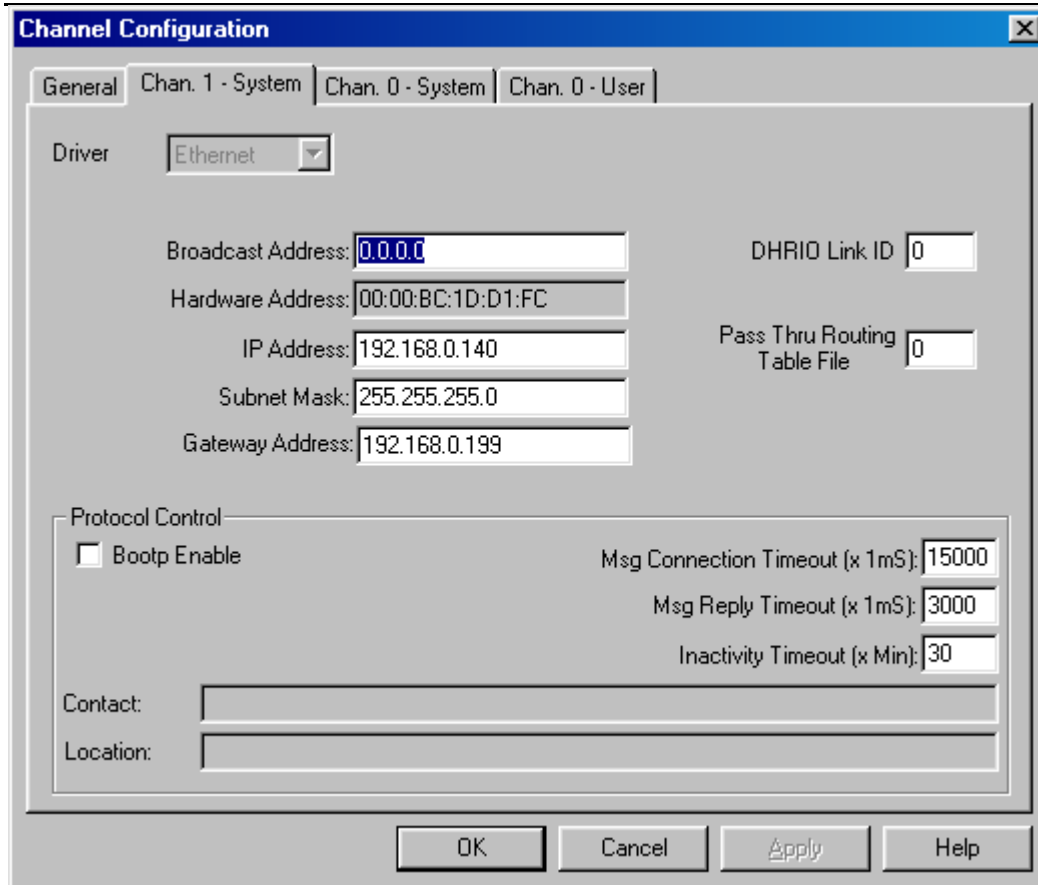 Channel Configuration
General
Chan. 1 - System
Chan. 0 - System
Chan. 0 - User
Driver
Ethernet
Broadcast Address: 0.0.0.0
DHRIO Link ID 0
Hardware Address: 00:00:BC:1D:D1:FC
IP Address: 192.168.0.140
Pass Thru Routing
Table File
0
Subnet Mask: 255.255.255.0
Gateway Address: 192.168.0.199
Protocol Control
Bootp Enable
Msg Connection Timeout (x 1mS): 15000
Msg Reply Timeout (x 1mS): 3000
Inactivity Timeout (x Min): 30
Contact:
Location:
OK
Cancel
Apply
Help